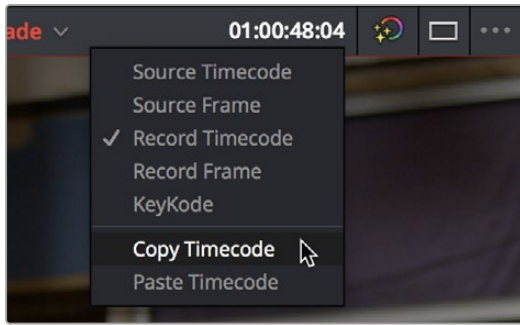 ade 01:00:48:04
Source Timecode
Source Frame
Record Timecode
Record Frame
KeyKode
Copy Timecode
Paste Timecode